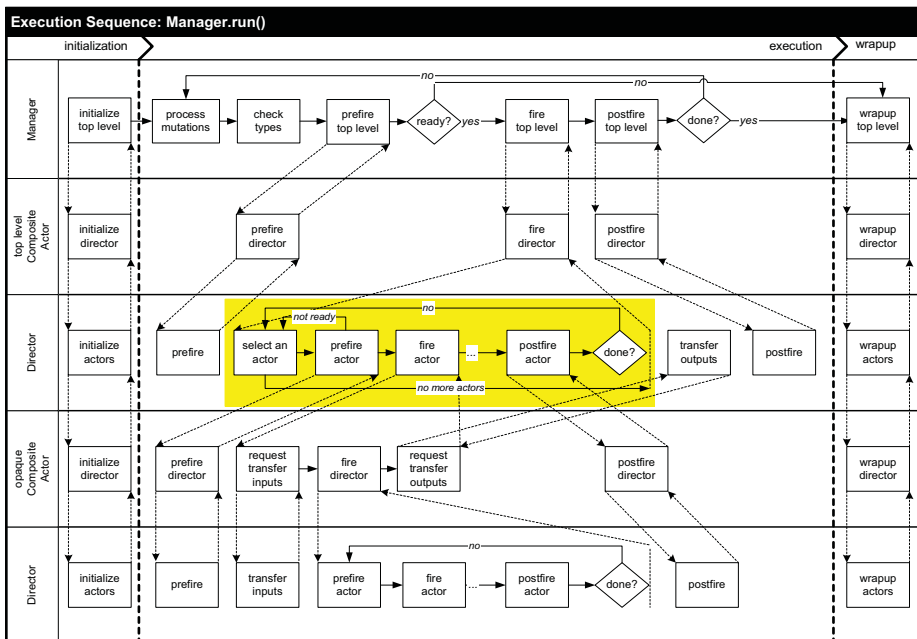 Execution Sequence: Manager.run()
initialization
execution
wrapup
Manager
no
no
initialize
top level
process
mutations
check
types
prefire
top level
ready?
yes
fire
top level
postfire
top level
done?
yes
wrapup
top level
top level
Composite
Actor
initialize
director
prefire
director
fire
director
postfire
director
wrapup
director
Director
no
not ready
initialize
actors
prefire
select an
actor
prefire
actor
fire
actor
...
postfire
actor
done?
transfer
outputs
postfire
wrapup
actors
no more actors
opaque
Composite
Actor
initialize
director
prefire
director
request
transfer
inputs
fire
director
request
transfer
outputs
postfire
director
wrapup
director
Director
no
initialize
actors
prefire
transfer
inputs
prefire
actor
fire
actor
...
postfire
actor
done?
postfire
wrapup
actors